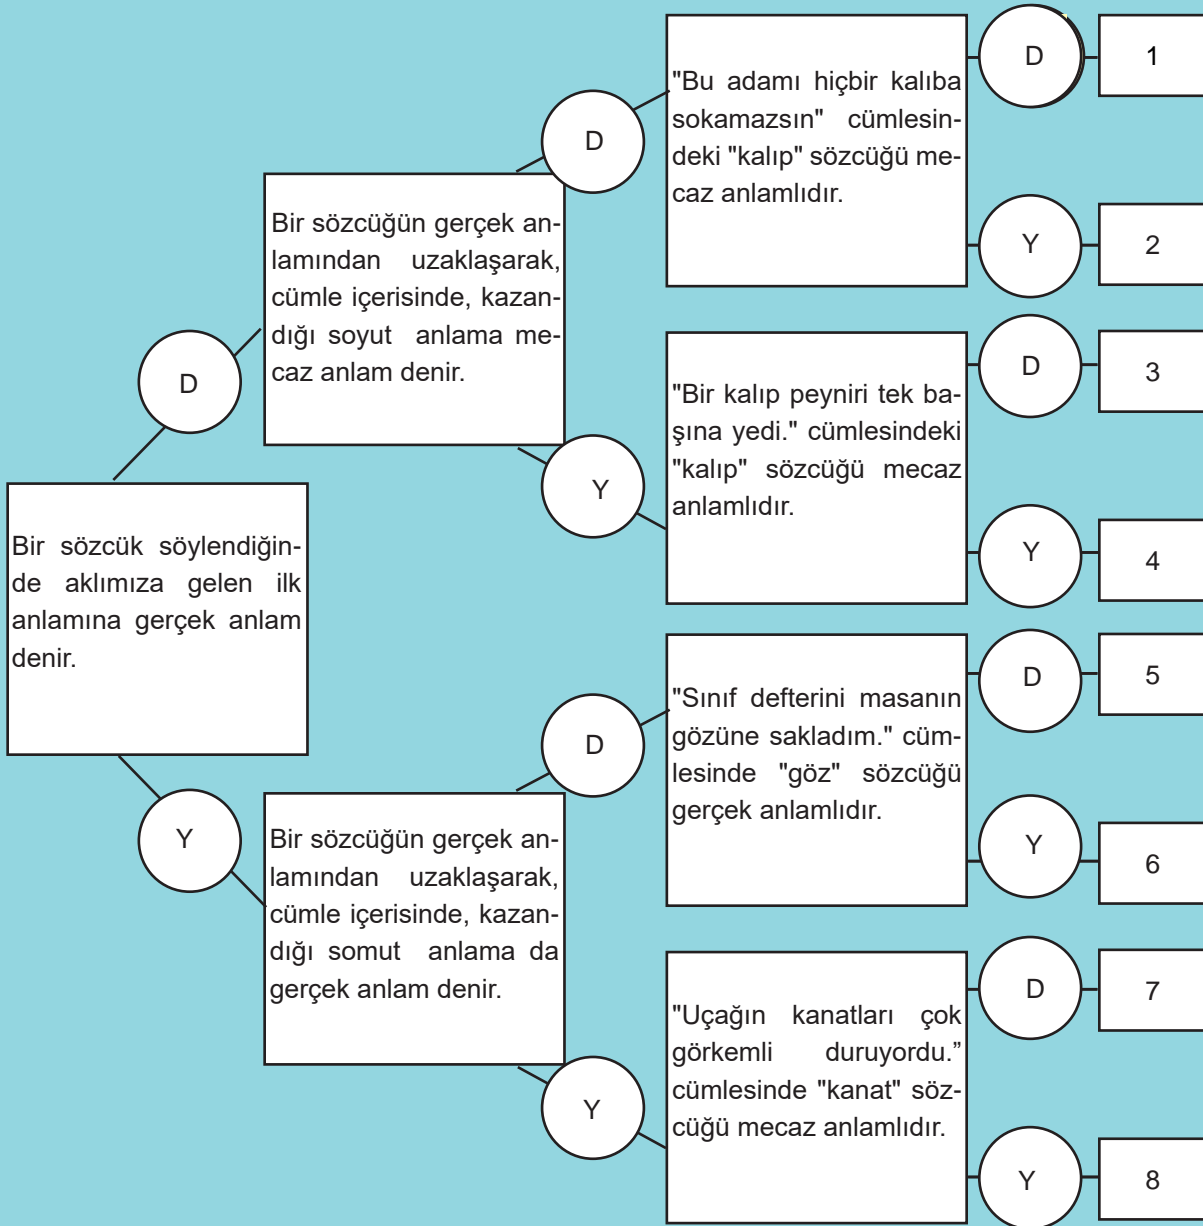 "Bu adamı hiçbir kalıba
sokamazsın" cümlesin-
deki "kalıp" sözcüğü me-
caz anlamlıdır.
D
1
Y
2
D
Bir sözcüğün gerçek an-
lamından uzaklaşarak,
cümle içerisinde, kazan-
dığı soyut anlama me-
caz anlam denir.
D
"Bir kalıp peyniri tek ba-
şına yedi." cümlesindeki
"kalıp" sözcüğü mecaz
anlamlıdır.
D
3
Y
4
Y
Bir sözcük söylendiğin-
de aklımıza gelen ilk
anlamına gerçek anlam
denir.
"Sınıf defterini masanın
gözüne sakladım." cüm-
lesinde "göz" sözcüğü
gerçek anlamlıdır.
D
5
Y
6
D
Y
Bir sözcüğün gerçek an-
lamından uzaklaşarak,
cümle içerisinde, kazan-
dığı somut anlama da
gerçek anlam denir.
"Uçağın kanatları çok
görkemli duruyordu.”
cümlesinde "kanat" söz-
cüğü mecaz anlamlıdır.
D
7
Y
8
Y